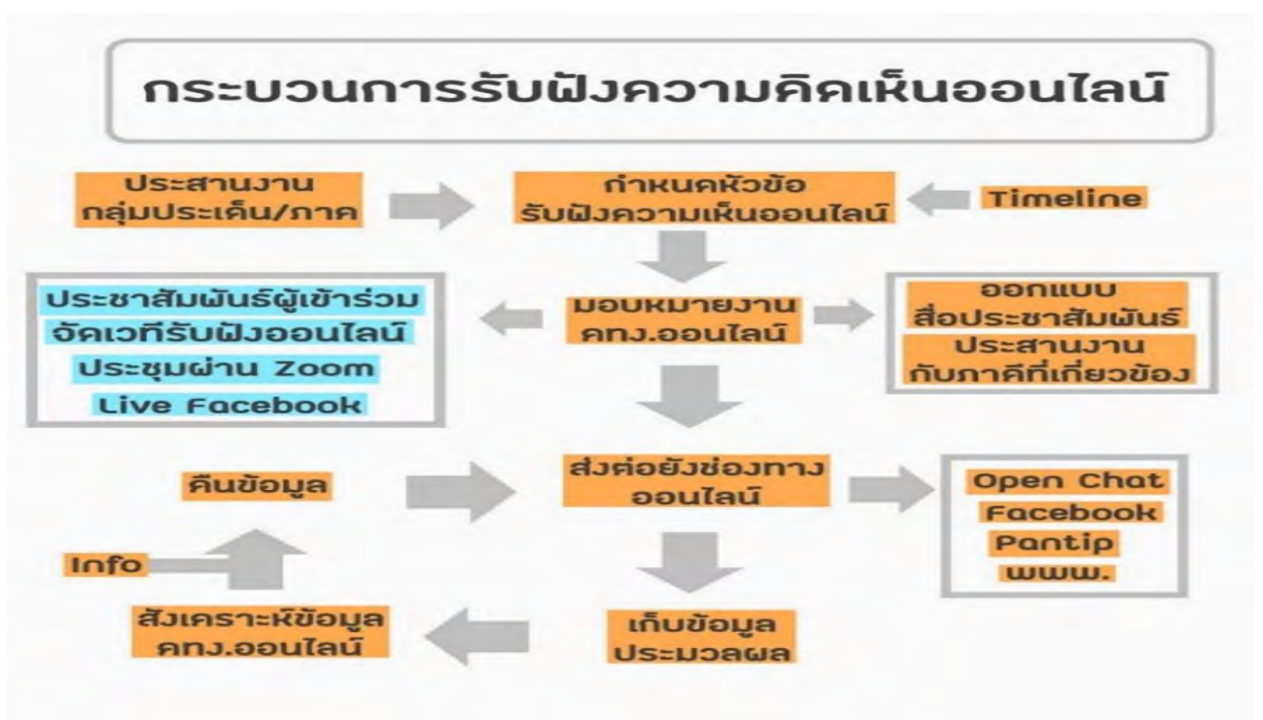 กระบวนการรับฟังความคิดเห็นออนไลน์
ประสานงาน
กลุ่มประเด็น/ภาค
กำหนดหัวข้อ
รับฟังความเห็นออนไลน์
Timeline
ประชาสัมพันธ์ผู้เข้าร่วม
จัดเวทีรับฟังออนไลน์
ประชุมผ่าน Zoom
Live Facebook
มอบหมายงาน
คทง.ออนไลน์
ออกแบบ
สื่อประชาสัมพันธ์
ประสานงาน
กับภาคีที่เกี่ยวข้อง
คืนข้อมูล
ส่งต่อยังช่องทาง
ออนไลน์
Open Chat
Facebook
Pantip
www.
Info
สังเคราะห์ข้อมูล
คทง.ออนไลน์
เก็บข้อมูล
ประมวลผล